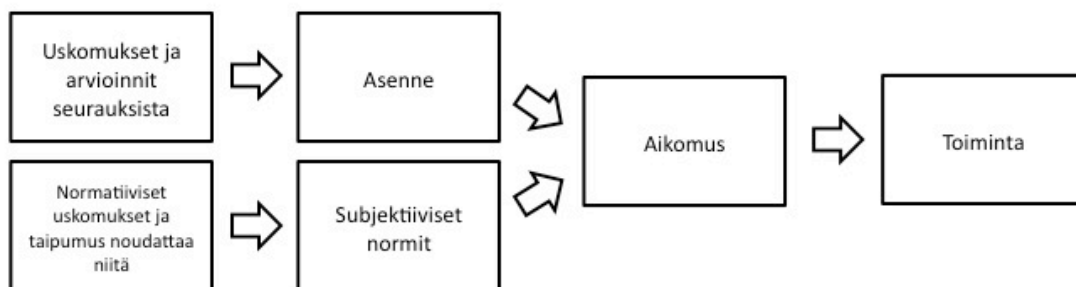 Uskomukset ja
arvioinnit
seurauksista
Asenne
Normatiiviset
uskomukset ja
taipumus noudattaa
niitä
Subjektiiviset
normit
Aikomus
Toiminta